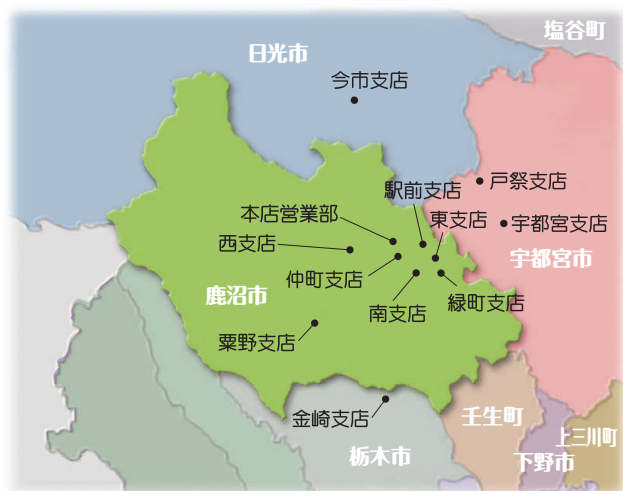 塩谷町
日光市
今市支店
戸祭支店
駅前支店
本店営業部
東支店
宇都宮支店
西支店
宇都宮市
仲町支店
鹿沼市
緑町支店
南支店
粟野支店
金崎支店
壬生町
上三川町
栃木市
下野市